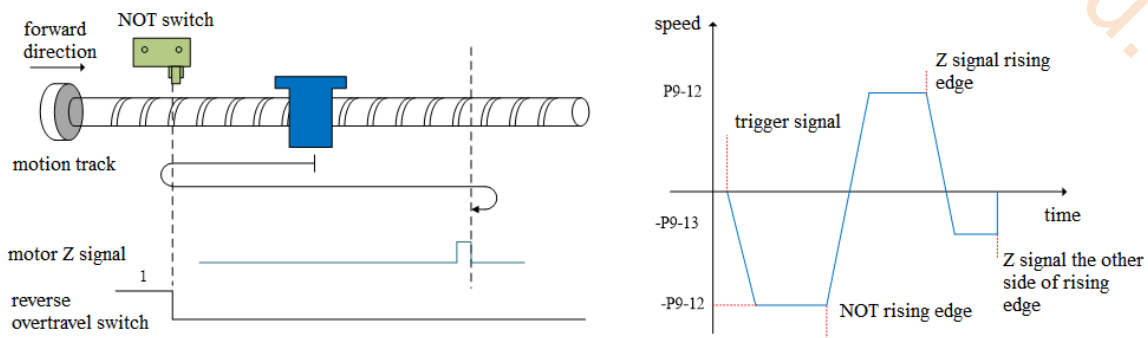 NOT switch
forward
direction
motion track
motor Z signal
1
reverse
overtravel switch
speed
Z signal rising
edge
P9-12
trigger signal
time
-P9-13
Z signal the other
side of rising
edge
-P9-12
NOT rising edge